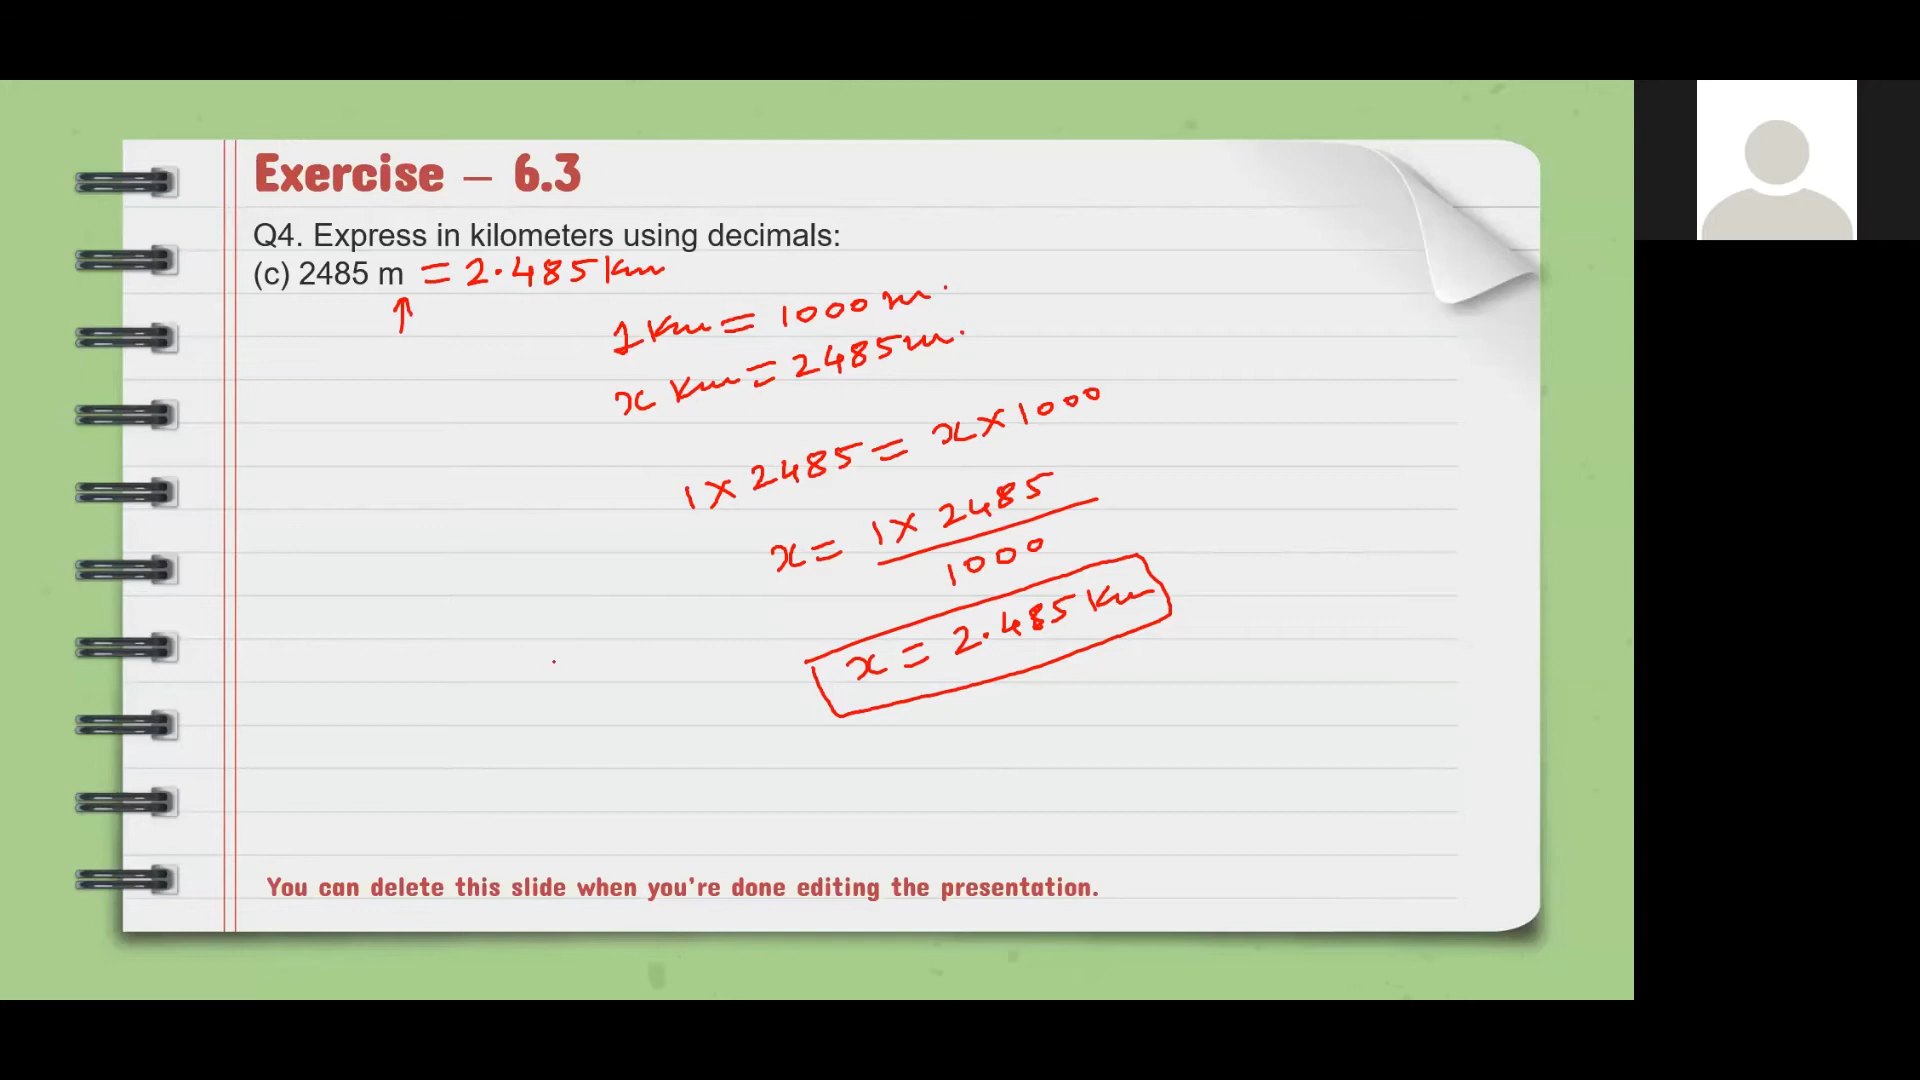 Exercise – 6.3
Q4. Express in kilometers using decimals:
(c) 2485 m = 2.485 Km
1 Km = 1000 m.
x Km = 2485 m.
1 x 2485 = x x 1000
x = 1 x 2485
1000
x = 2.485 Km
You can delete this slide when you're done editing the presentation.